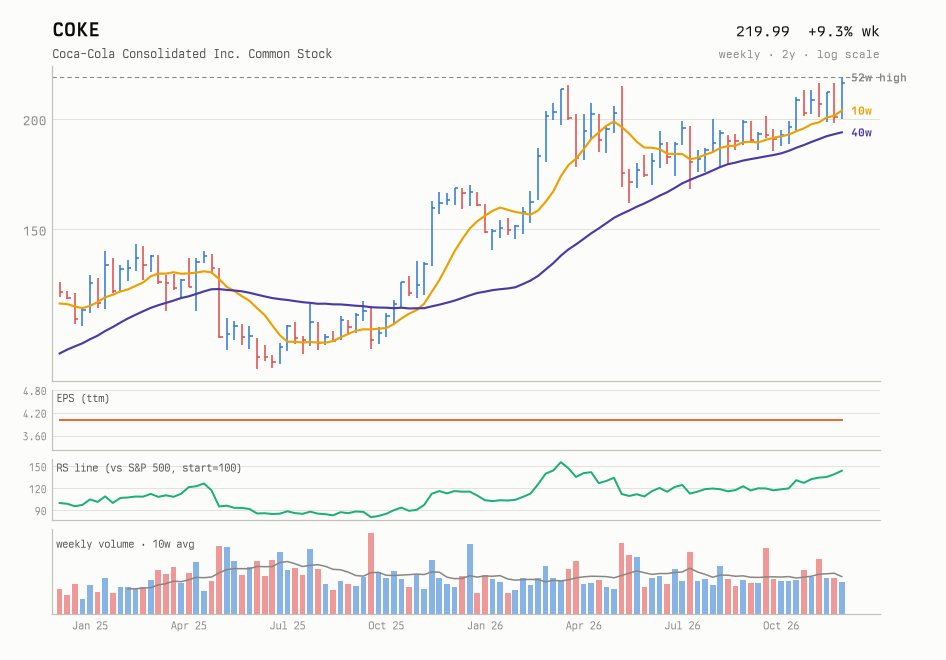 COKE
219.99 +9.3% wk
Coca-Cola Consolidated Inc. Common Stock
weekly · 2y · log scale
52w high
200
10w
40w
150
4.80
EPS (ttm)
4.20
3.60
150
RS line (vs S&P 500, start=100)
120
90
weekly volume · 10w avg
Jan 25
Apr 25
Jul 25
Oct 25
Jan 26
Apr 26
Jul 26
Oct 26